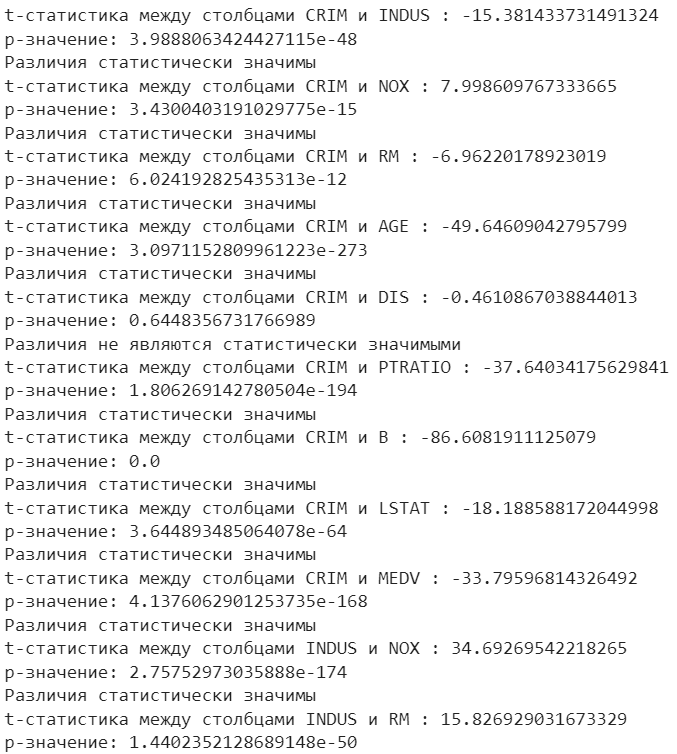 t-статистика между столбцами CRIM и INDUS : -15.381433731491324
p-значение: 3.9888063424427115e-48
Различия статистически значимы
t-статистика между столбцами CRIM и NOX : 7.998609767333665
p-значение: 3.4300403191029775e-15
Различия статистически значимы
t-статистика между столбцами CRIM и RM : -6.96220178923019
p-значение: 6.024192825435313e-12
Различия статистически значимы
t-статистика между столбцами CRIM и AGE : -49.64609042795799
p-значение: 3.0971152809961223e-273
Различия статистически значимы
t-статистика между столбцами CRIM и DIS : -0.4610867038844013
p-значение: 0.6448356731766989
Различия не являются статистически значимыми
t-статистика между столбцами CRIM и PTRATIO : -37.64034175629841
p-значение: 1.806269142780504e-194
Различия статистически значимы
t-статистика между столбцами CRIM и B : -86.6081911125079
p-значение: 0.0
Различия статистически значимы
t-статистика между столбцами CRIM и LSTAT : -18.188588172044998
p-значение: 3.644893485064078e-64
Различия статистически значимы
t-статистика между столбцами CRIM и MEDV : -33.79596814326492
p-значение: 4.1376062901253735e-168
Различия статистически значимы
t-статистика между столбцами INDUS и NOX : 34.69269542218265
p-значение: 2.75752973035888e-174
Различия статистически значимы
t-статистика между столбцами INDUS и RM : 15.826929031673329
p-значение: 1.4402352128689148e-50